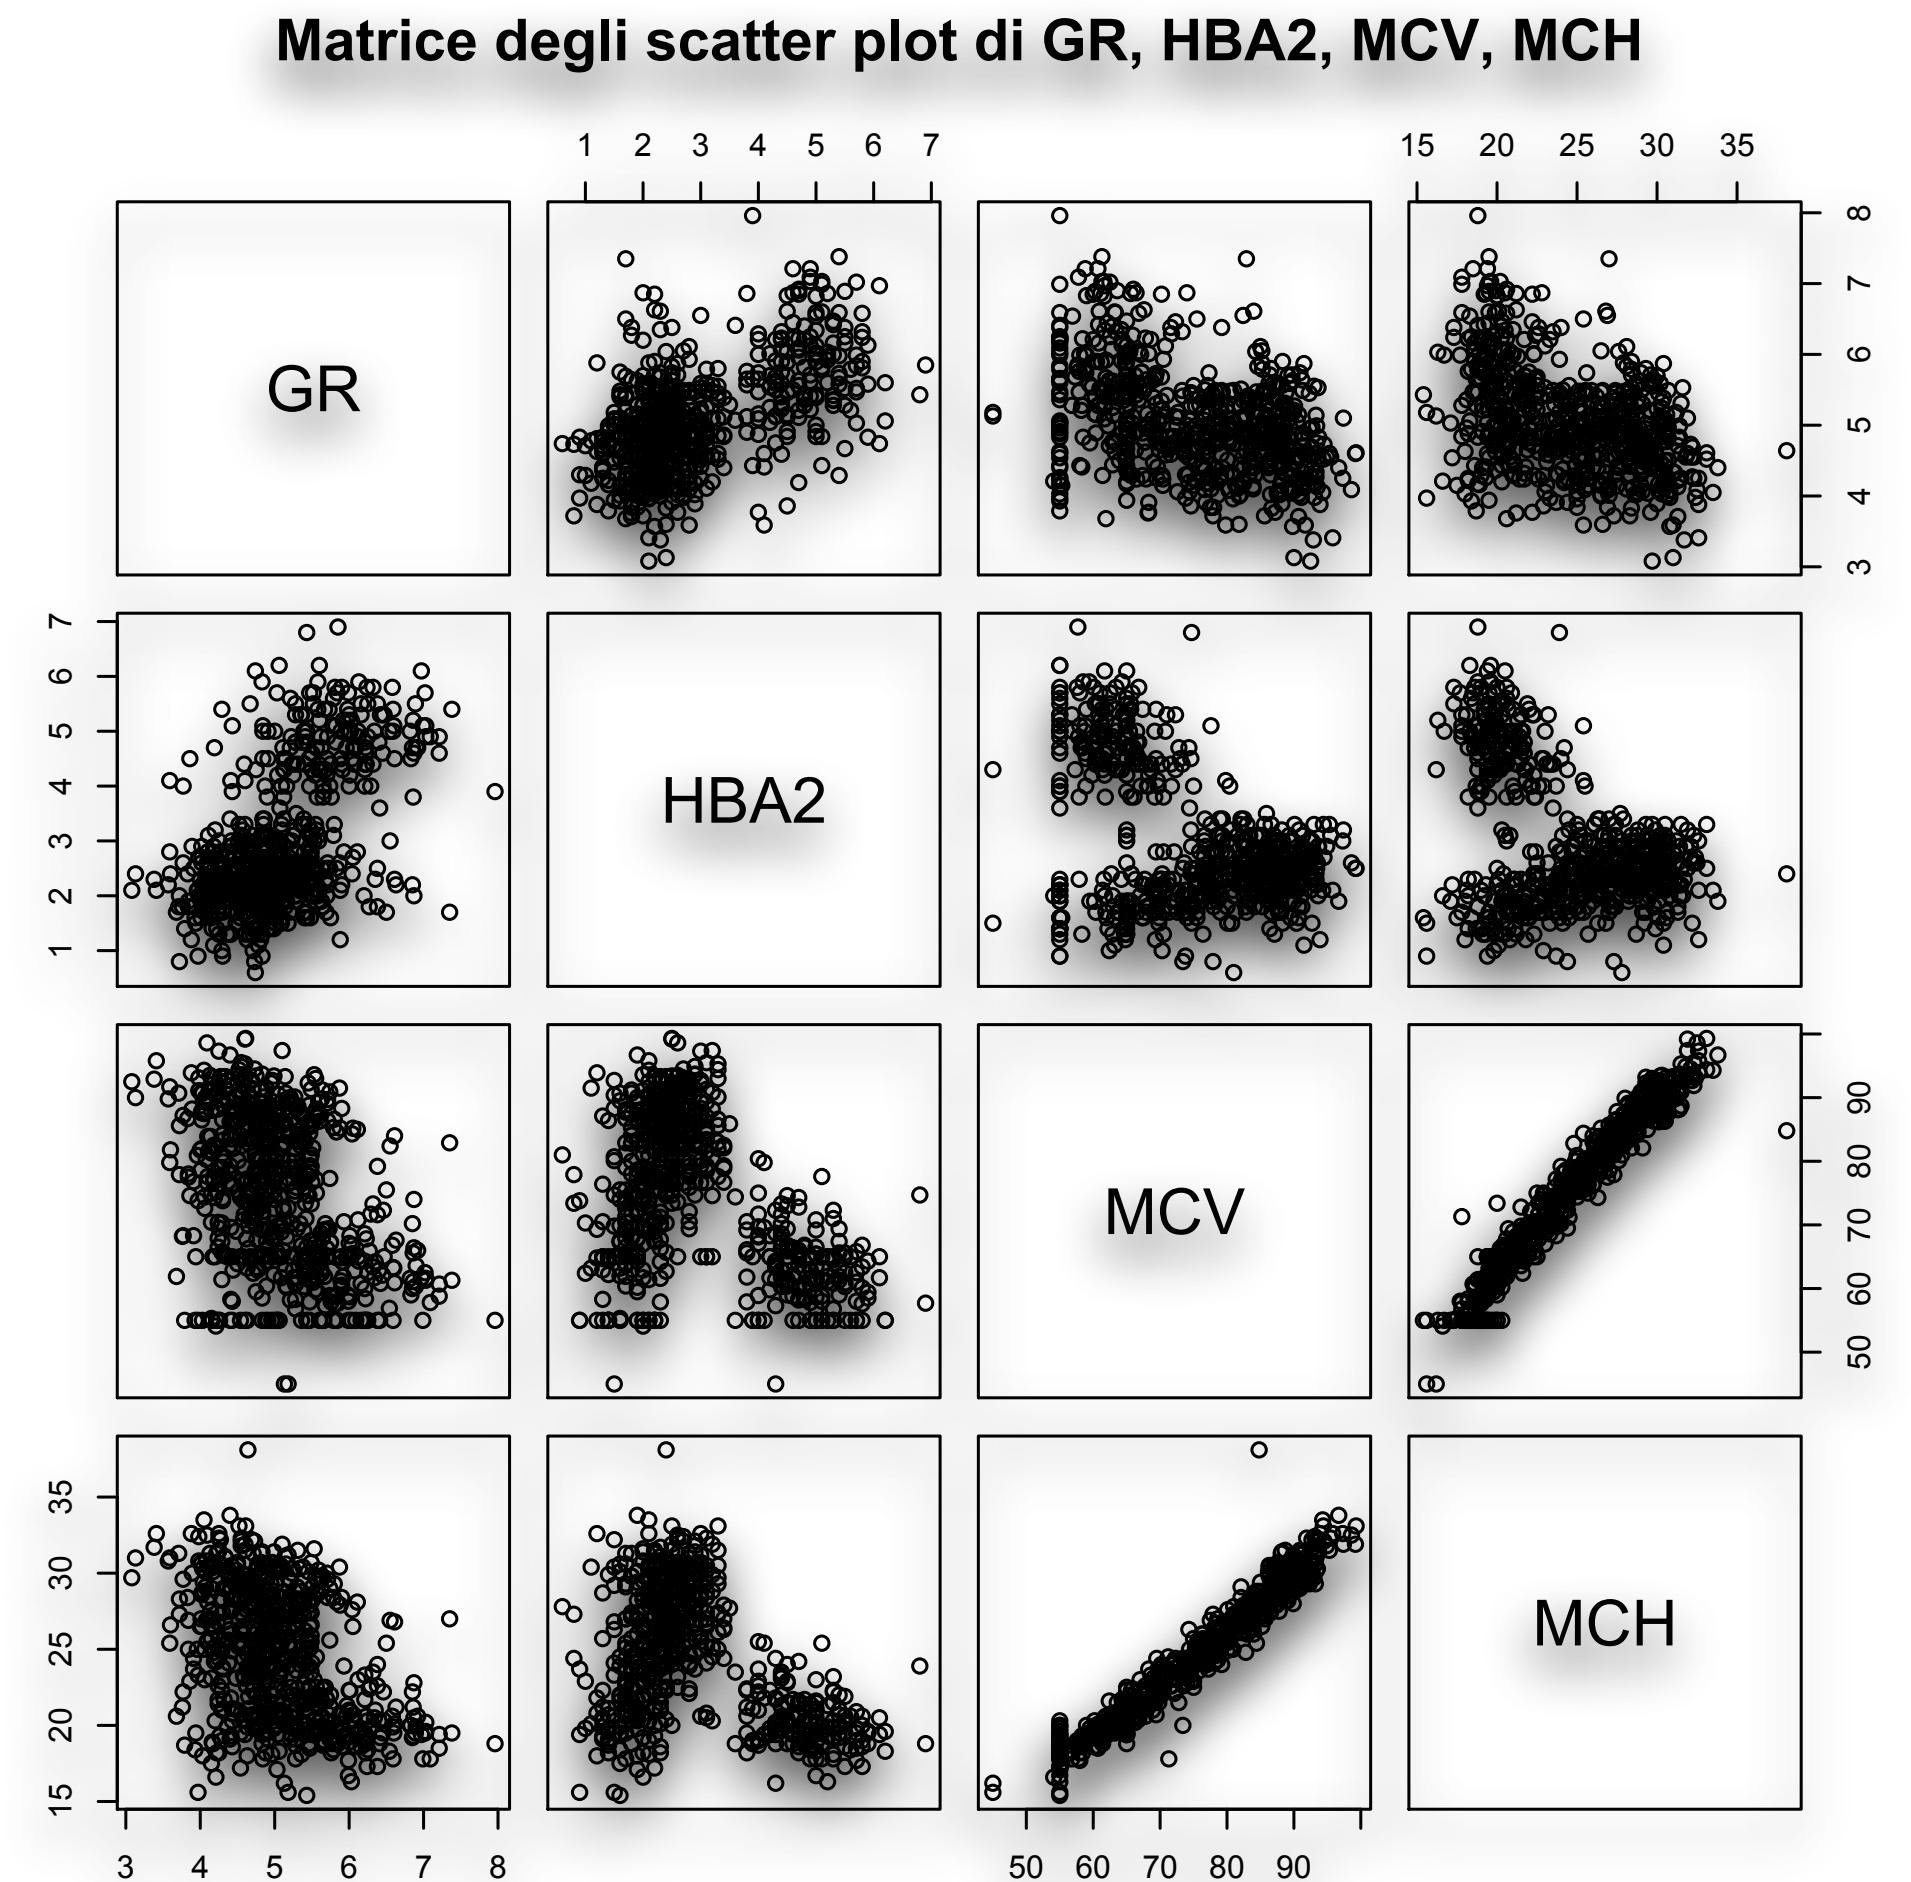 Matrice degli scatter plot di GR, HBA2, MCV, MCH
1 2 3 4 5 6 7
15 20 25 30 35
GR
3 4 5 6 7 8
1 2 3 4 5 6 7
HBA2
MCV
50 60 70 80 90
15 20 25 30 35
MCH
3 4 5 6 7 8
50 60 70 80 90